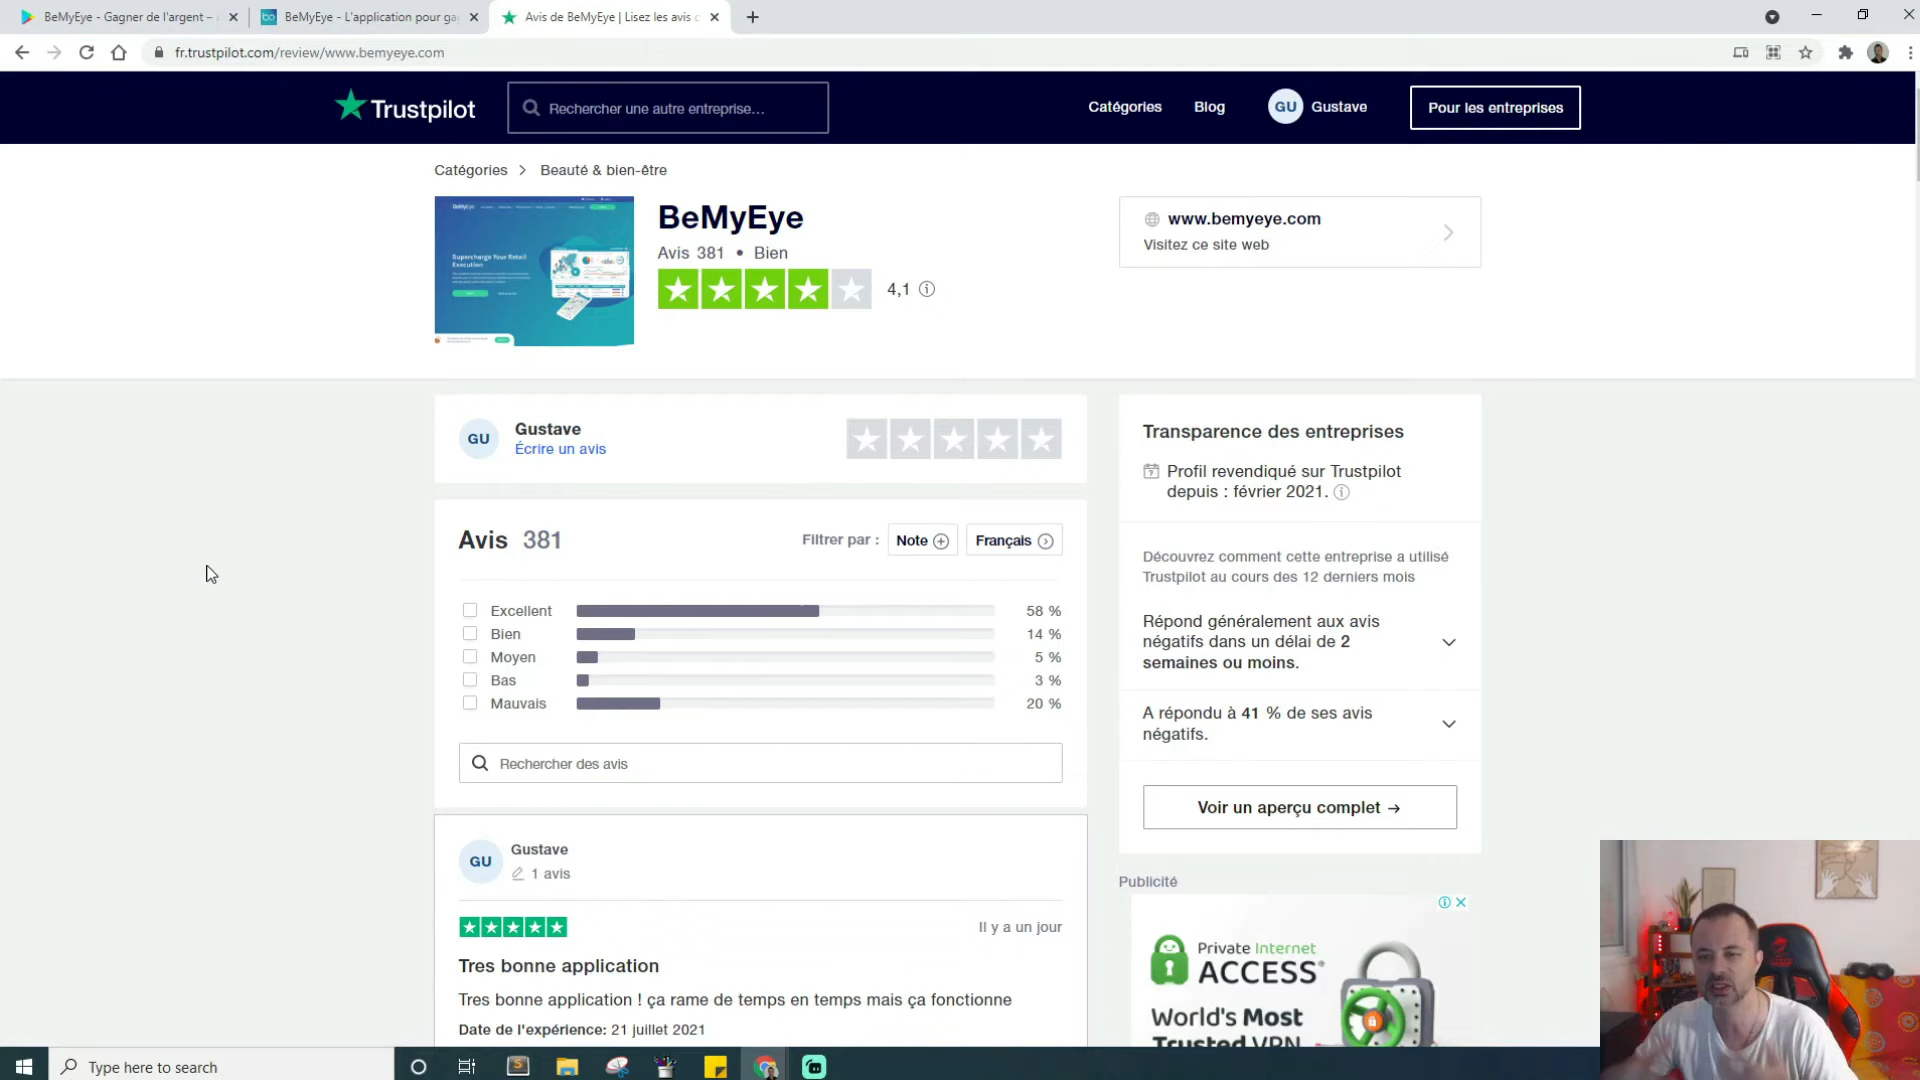 BeMyEye - Gagner de l'argent –
BeMyEye - L'application pour ga
Avis de BeMyEye | Lisez les avis
fr.trustpilot.com/review/www.bemyeye.com
Trustpilot
Rechercher une autre entreprise...
Catégories
Blog
GU
Gustave
Pour les entreprises
Catégories > Beauté & bien-être
BeMyEye
Supercharge Your Retail
Execution
BeMyEye
Avis 381 • Bien
4,1
www.bemyeye.com
Visitez ce site web
GU
Gustave
Écrire un avis
Avis 381
Filtrer par :
Note
Français
Excellent 58 %
Bien 14 %
Moyen 5 %
Bas 3 %
Mauvais 20 %
Rechercher des avis
GU
Gustave
1 avis
Il y a un jour
Tres bonne application
Tres bonne application ! ça rame de temps en temps mais ça fonctionne
Date de l'expérience: 21 juillet 2021
Transparence des entreprises
Profil revendiqué sur Trustpilot
depuis : février 2021.
Découvrez comment cette entreprise a utilisé
Trustpilot au cours des 12 derniers mois
Répond généralement aux avis
négatifs dans un délai de 2
semaines ou moins.
A répondu à 41 % de ses avis
négatifs.
Voir un aperçu complet →
Publicité
Private Internet
ACCESS®
World's Most
Trusted VPN
Type here to search